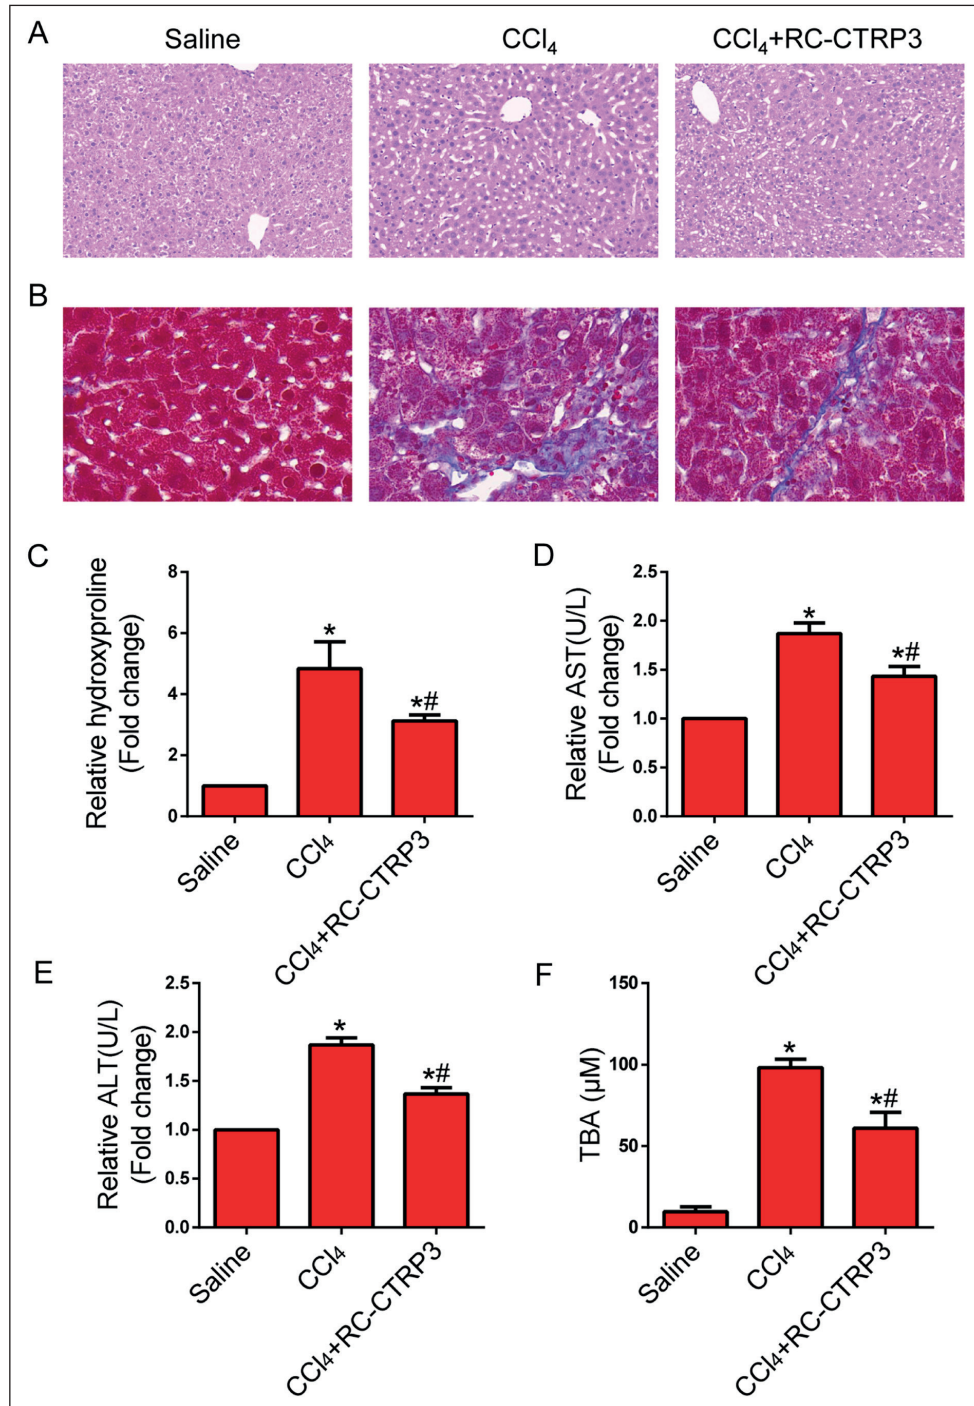 A
Saline
CCl₄
CCl₄+RC-CTRP3
B
C
Relative hydroxyproline
(Fold change)
8
6
4
2
0
*
*#
Saline
CCl₄
CCl₄+RC-CTRP3
D
Relative AST(U/L)
(Fold change)
2.5
2.0
1.5
1.0
0.5
0.0
*
*#
Saline
CCl₄
CCl₄+RC-CTRP3
E
Relative ALT(U/L)
(Fold change)
2.5
2.0
1.5
1.0
0.5
0.0
*
*#
Saline
CCl₄
CCl₄+RC-CTRP3
F
TBA (µM)
150
100
50
0
*
*#
Saline
CCl₄
CCl₄+RC-CTRP3